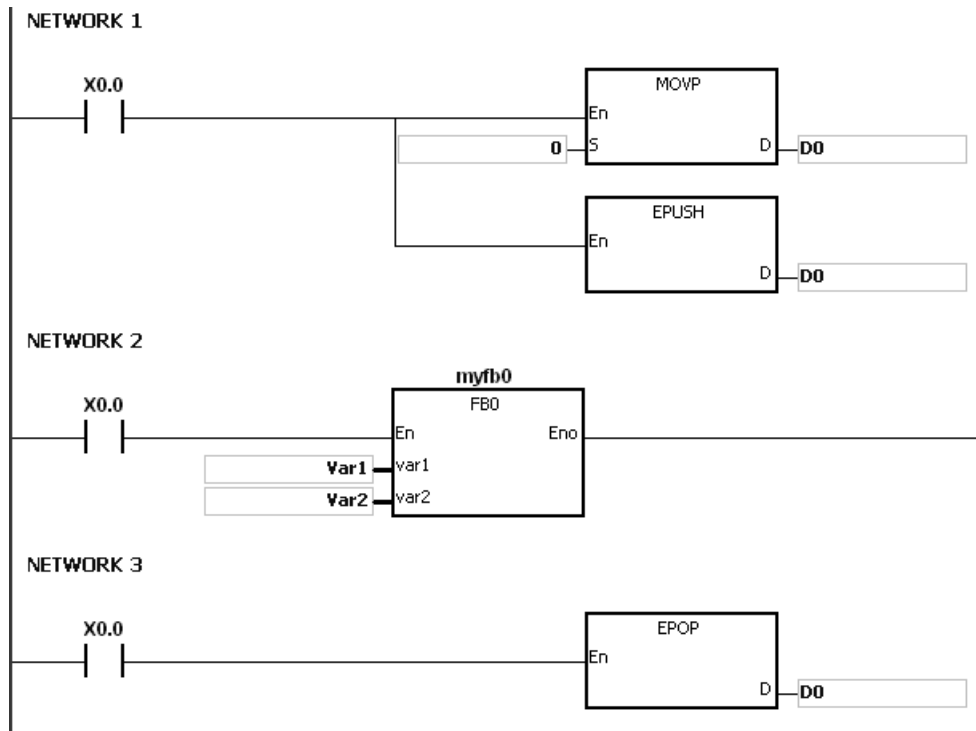 NETWORK 1
X0.0
MOVP
En
0 S D D0
EPUSH
En
D D0
NETWORK 2
myfb0
X0.0
FB0
En Eno
Var1 var1
Var2 var2
NETWORK 3
X0.0
EPOP
En
D D0